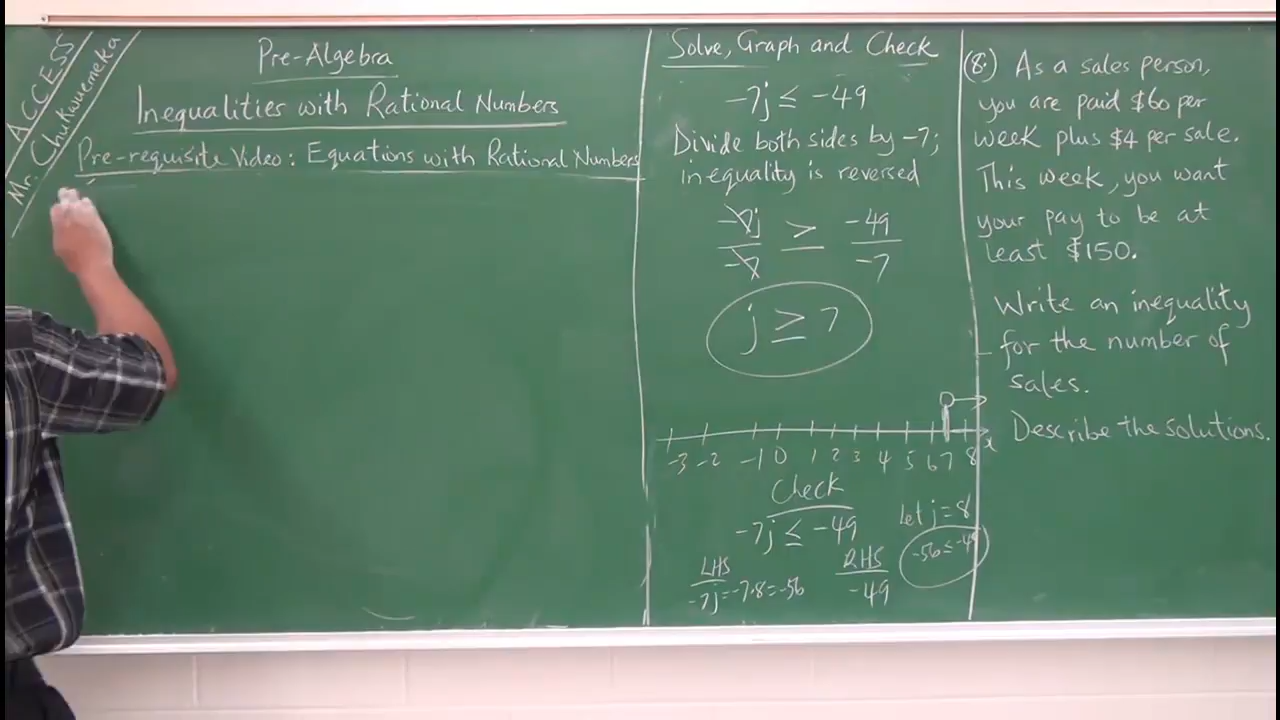 ACCESS
Mr. Chukwuemeka
Pre-Algebra
Inequalities with Rational Numbers
Pre-requisite Video: Equations with Rational Numbers
Solve, Graph and Check
-7j ≤ -49
Divide both sides by -7;
inequality is reversed
-7j ≥ -49
-7 -7
j ≥ 7
-3 -2 -1 0 1 2 3 4 5 6 7 8 x
Check
-7j ≤ -49
Let j = 8
-56 ≤ -49
LHS
-7j = -7·8 = -56
RHS
-49
(8.) As a sales person,
you are paid $60 per
week plus $4 per sale.
This week, you want
your pay to be at
least $150.
Write an inequality
for the number of
sales.
Describe the solutions.